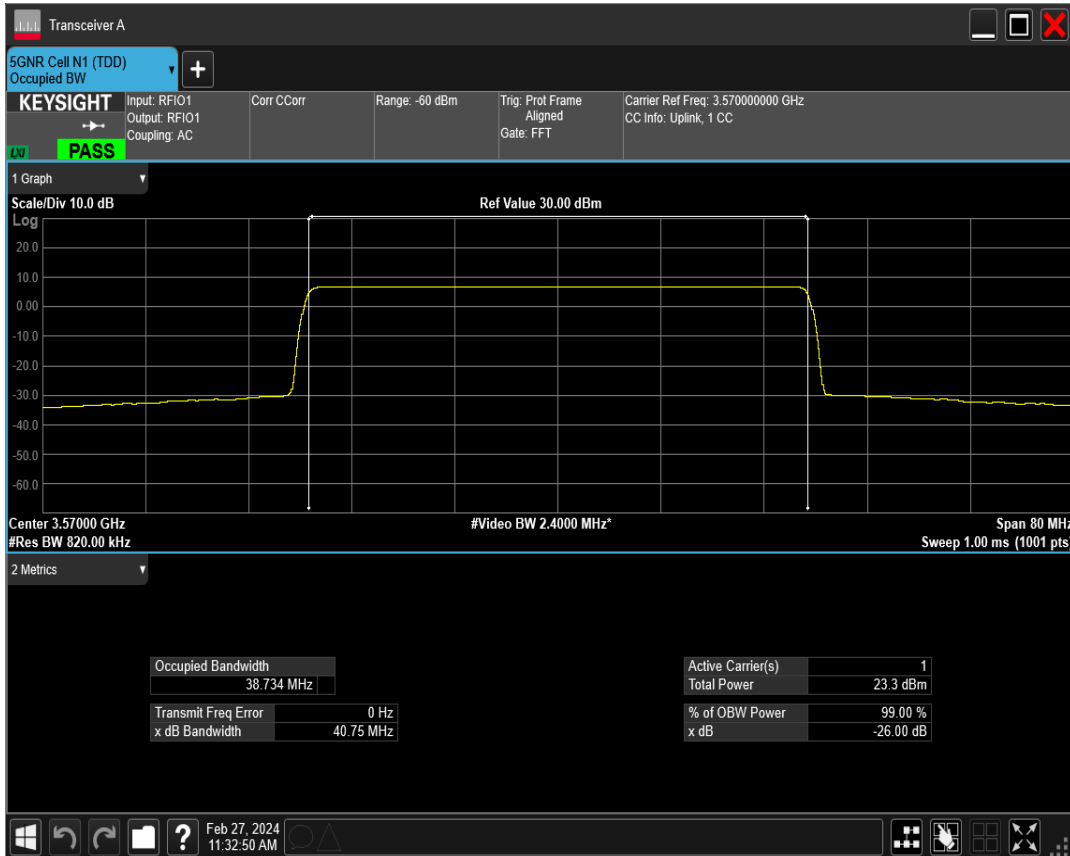 Transceiver A
5GNR Cell N1 (TDD)
Occupied BW
+
KEYSIGHT
LXI
PASS
Input: RFIO1
Output: RFIO1
Coupling: AC
Corr CCorr
Range: -60 dBm
Trig: Prot Frame
Aligned
Gate: FFT
Carrier Ref Freq: 3.570000000 GHz
CC Info: Uplink, 1 CC
1 Graph
Scale/Div 10.0 dB
Ref Value 30.00 dBm
Log
20.0
10.0
0.00
-10.0
-20.0
-30.0
-40.0
-50.0
-60.0
Center 3.57000 GHz
#Video BW 2.4000 MHz*
Span 80 MHz
#Res BW 820.00 kHz
Sweep 1.00 ms (1001 pts)
2 Metrics
Occupied Bandwidth
38.734 MHz
Transmit Freq Error 0 Hz
x dB Bandwidth 40.75 MHz
Active Carrier(s) 1
Total Power 23.3 dBm
% of OBW Power 99.00 %
x dB -26.00 dB
?
Feb 27, 2024
11:32:50 AM